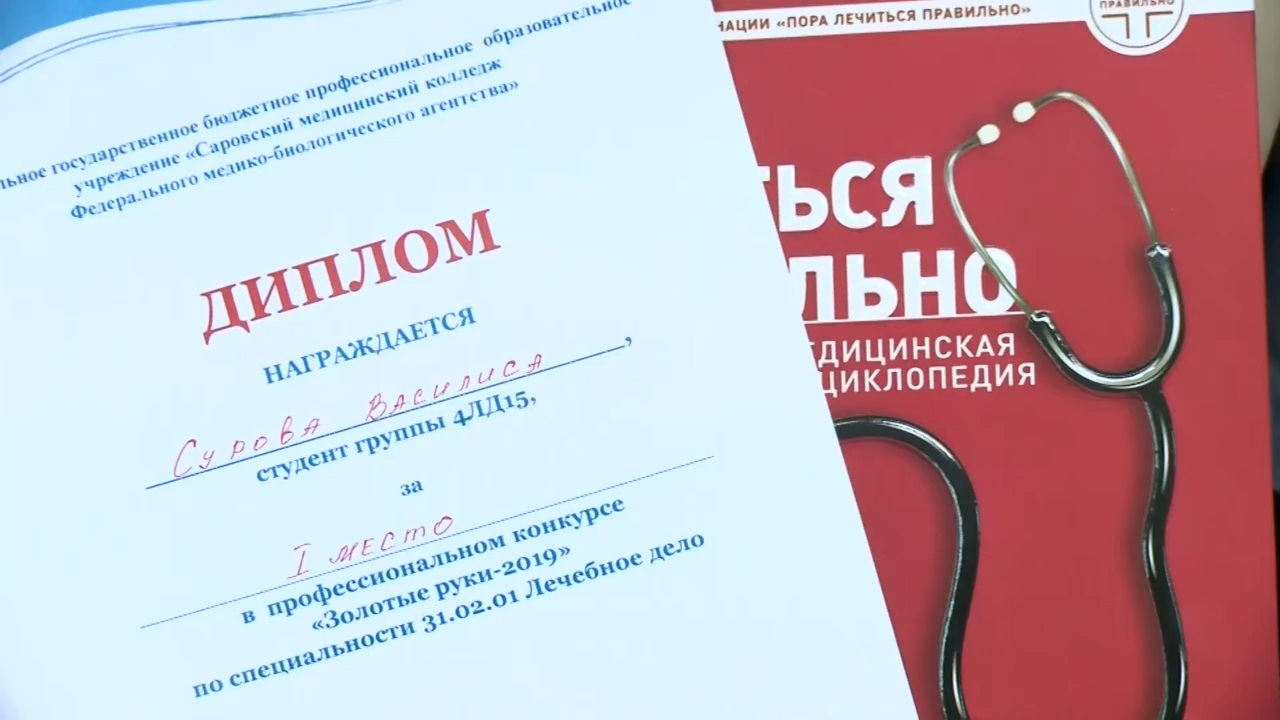 льное государственное бюджетное профессиональное образовательное
учреждение «Саровский медицинский колледж
Федерального медико-биологического агентства»
ДИПЛОМ
НАГРАЖДАЕТСЯ
Сурова Василиса,
студент группы 4ЛД15,
за
I место
в профессиональном конкурсе
«Золотые руки-2019»
по специальности 31.02.01 Лечебное дело
НАЦИИ «ПОРА ЛЕЧИТЬСЯ ПРАВИЛЬНО»
ПРАВИЛЬНО
ТЬСЯ
ЛЬНО
ДИЦИНСКАЯ
ЦИКЛОПЕДИЯ